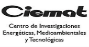 Ciemat
Centro de Investigaciones
Energéticas, Medioambientales
y Tecnológicas